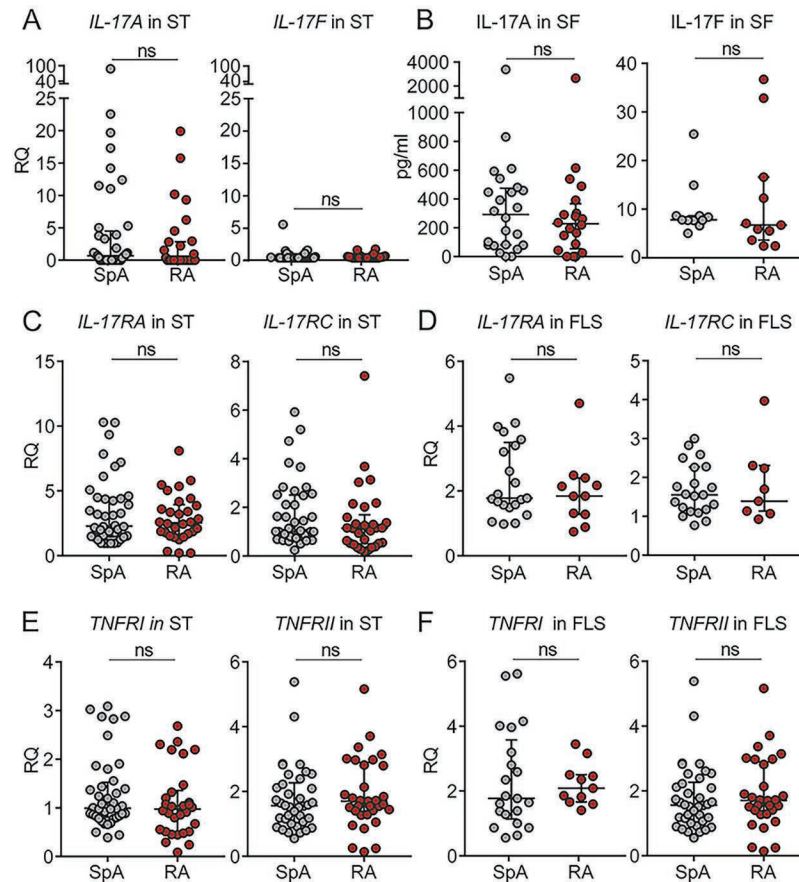 A IL-17A in ST IL-17F in ST
ns
ns
100
40
25
20
15
10
5
0
RQ
SpA RA
100
40
25
20
15
10
5
0
SpA RA
B IL-17A in SF IL-17F in SF
ns
ns
4000
2000
1000
800
600
400
200
0
pg/ml
SpA RA
40
30
20
10
0
SpA RA
C IL-17RA in ST IL-17RC in ST
ns
ns
15
10
5
0
RQ
SpA RA
8
6
4
2
0
SpA RA
D IL-17RA in FLS IL-17RC in FLS
ns
ns
6
4
2
0
RQ
SpA RA
5
4
3
2
1
0
SpA RA
E TNFRI in ST TNFRII in ST
ns
ns
4
3
2
1
0
RQ
SpA RA
6
4
2
0
SpA RA
F TNFRI in FLS TNFRII in FLS
ns
ns
6
4
2
0
RQ
SpA RA
6
4
2
0
SpA RA